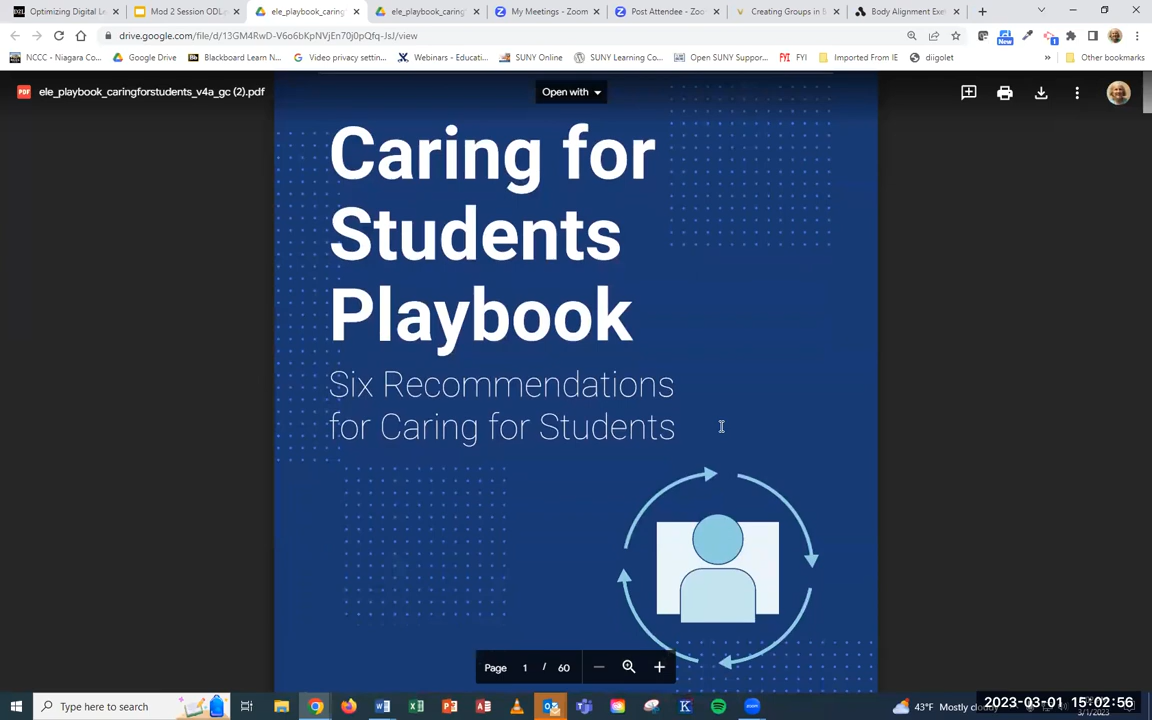 Optimizing Digital Le
Mod 2 Session ODL
ele_playbook_caring
ele_playbook_caring
My Meetings - Zoom
Post Attendee - Zoo
Creating Groups in
Body Alignment Exe
drive.google.com/file/d/13GM4RwD-V6o6bKpNVjEn70j0pQfq-JsJ/view
New
NCCC - Niagara Co...
Google Drive
Blackboard Learn N...
Video privacy settin...
Webinars - Educati...
SUNY Online
SUNY Learning Co...
Open SUNY Suppor...
FYI
Imported From IE
diigolet
»
Other bookmarks
PDF
ele_playbook_caringforstudents_v4a_gc (2).pdf
Open with
Caring for
Students
Playbook
Six Recommendations
for Caring for Students
Page 1 / 60
Type here to search
43°F Mostly clou
2023-03-01 15:02:56